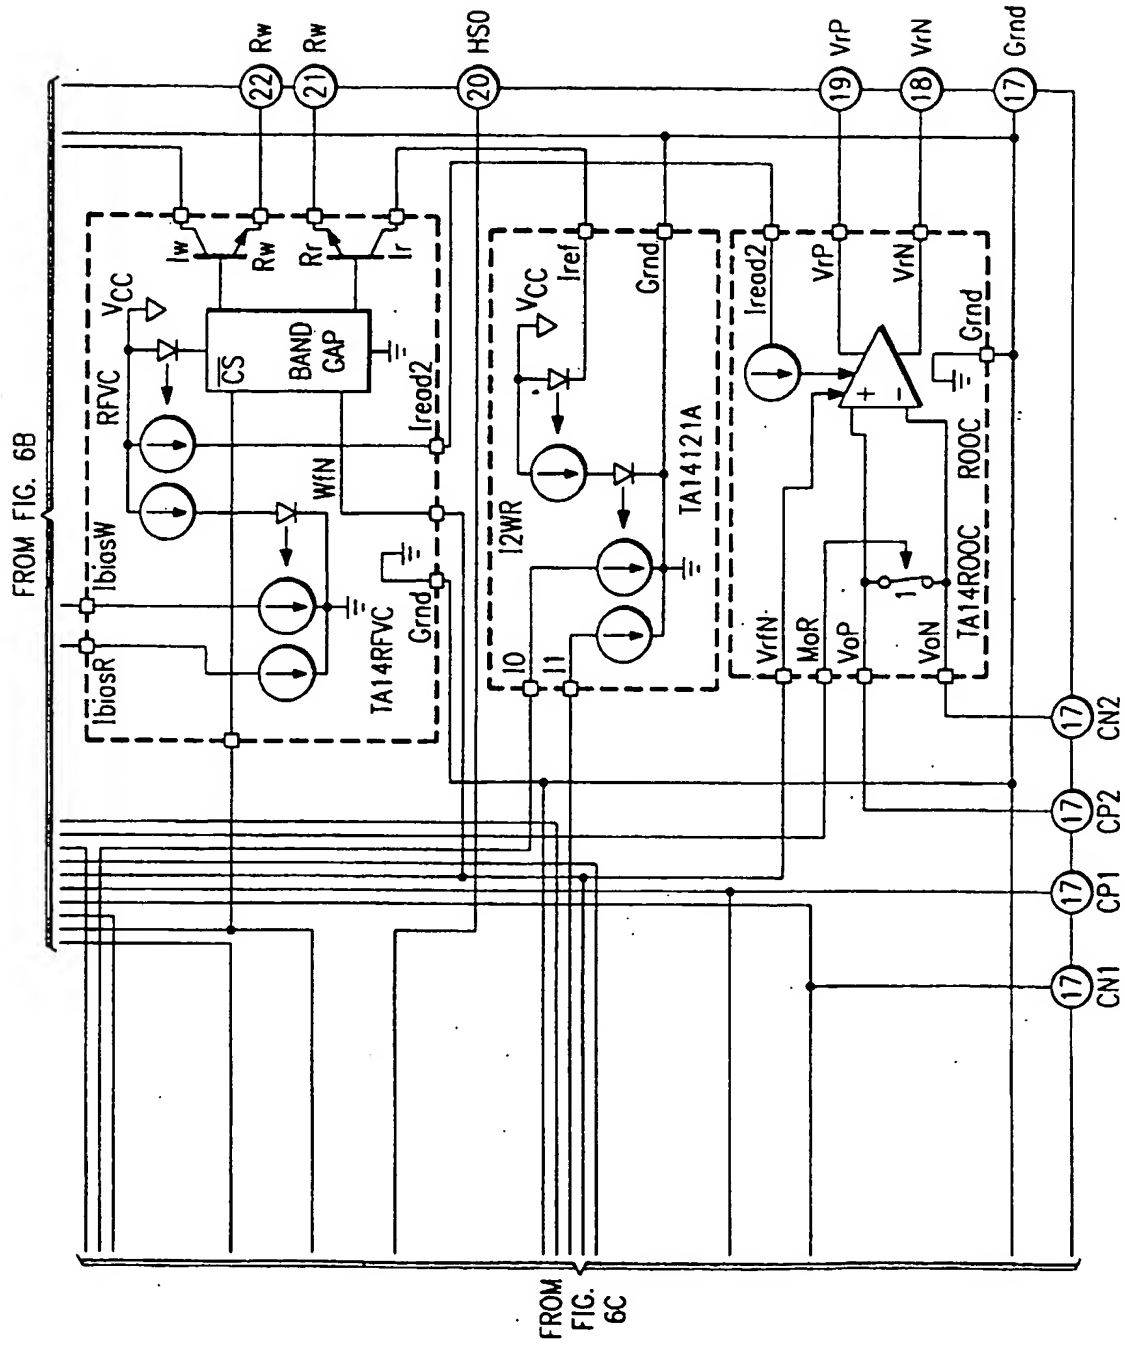 FROM FIG. 6B
22 Rw
21 Rw
20 HS0
19 VrP
18 VrN
17 Grnd
IbiasR
IbiasW
RFVC
VCC
CS
BAND
GAP
Iw
Rw
Rr
Ir
WfN
Iread2
Grnd
TA14RFVC
I0
I1
I2WR
VCC
Iref
Grnd
TA14121A
VrfN
MoR
VoP
VoN
1
Iread2
VrP
VrN
+
−
Grnd
ROOC
TA14ROOC
17 CN2
17 CP2
17 CP1
17 CN1
FROM
FIG.
6C